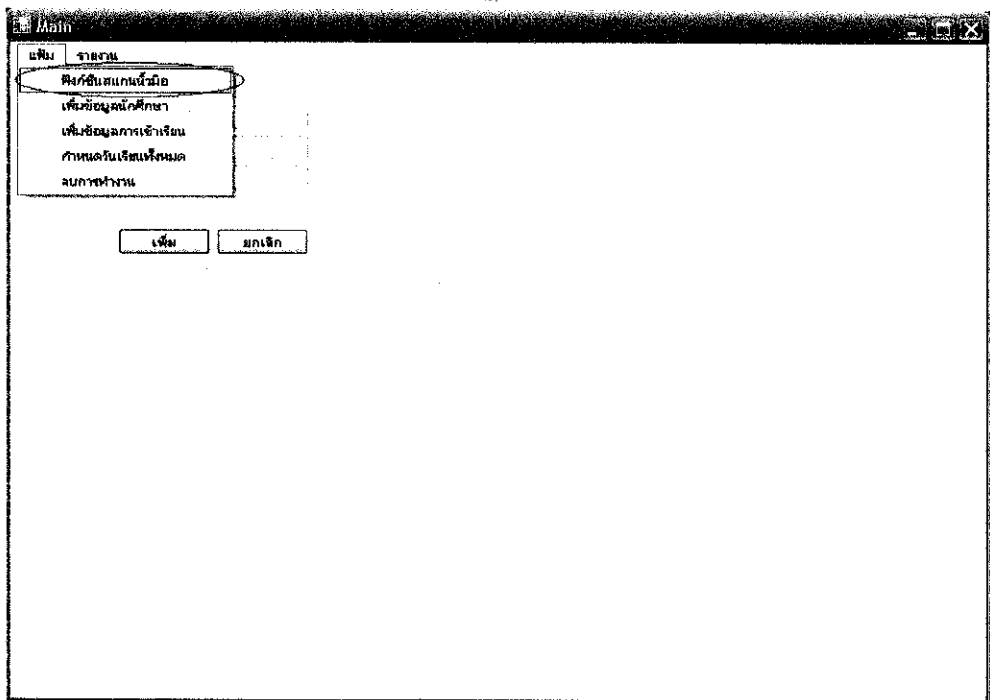 Main
แฟ้ม รายงาน
ฟังก์ชันสแกนนิ้วมือ
เพิ่มข้อมูลนักศึกษา
เพิ่มข้อมูลการเข้าเรียน
กำหนดวันเรียนทั้งหมด
จบการทำงาน
เพิ่ม ยกเลิก